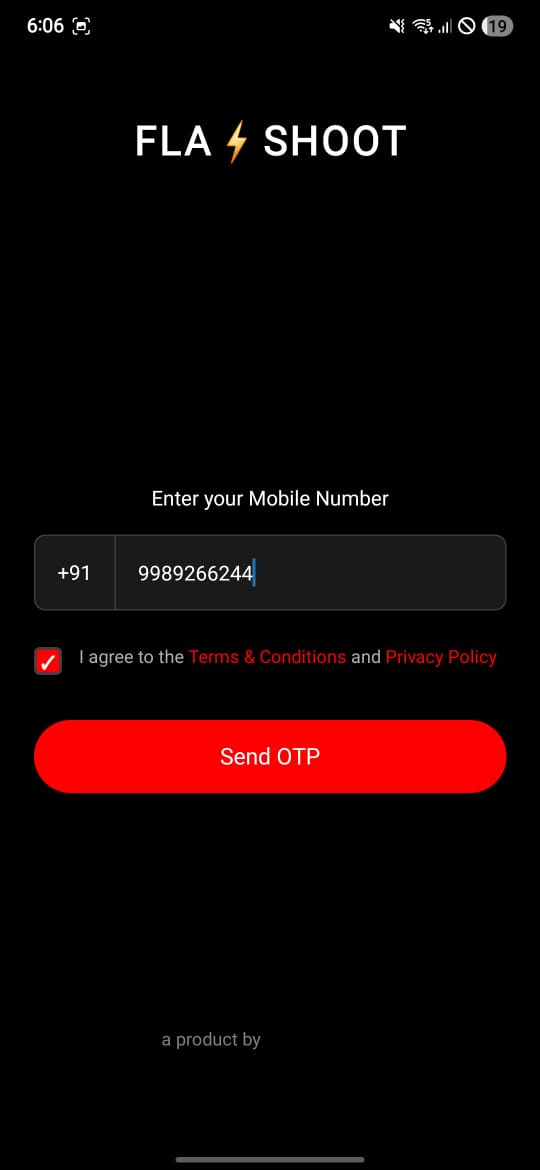 6:06 19
FLA⚡SHOOT
Enter your Mobile Number
+91 9989266244
I agree to the Terms & Conditions and Privacy Policy
Send OTP
a product by